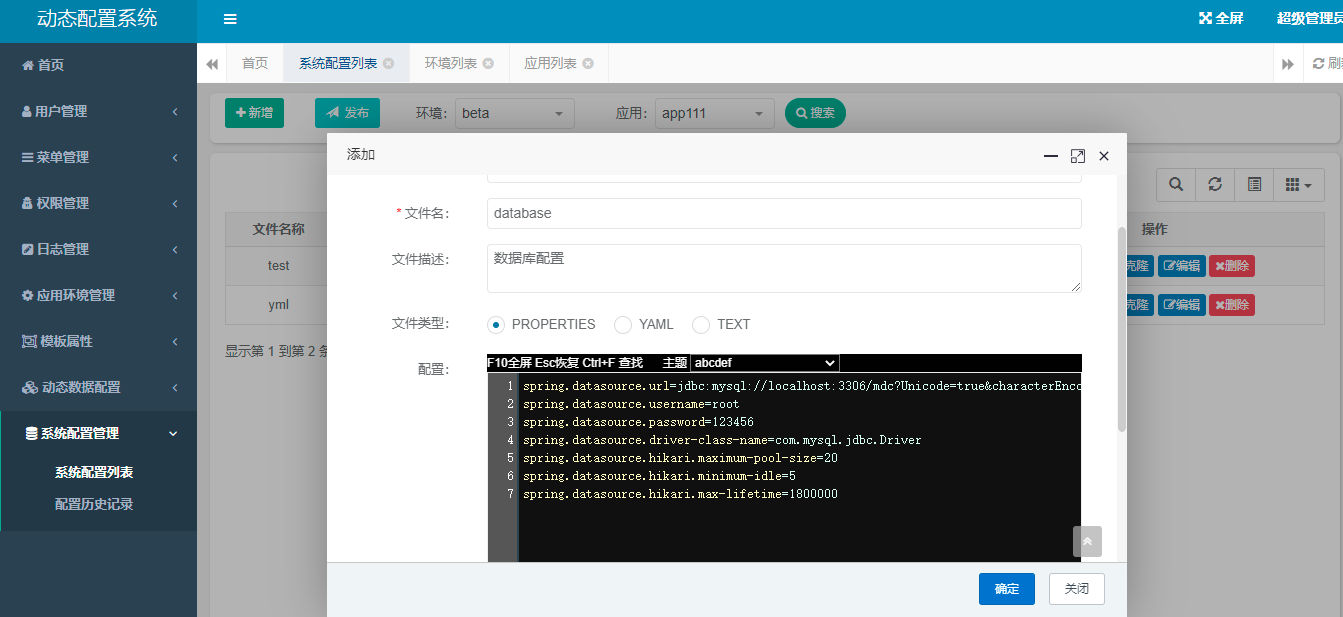 动态配置系统
全屏 超级管理员
首页 系统配置列表 环境列表 应用列表
首页
用户管理
菜单管理
权限管理
日志管理
应用环境管理
模板属性
动态数据配置
系统配置管理
系统配置列表
配置历史记录
新增 发布 环境: beta 应用: app111 搜索
文件名称 操作
test 克隆 编辑 删除
yml 克隆 编辑 删除
显示第 1 到第 2 条
添加
* 文件名: database
文件描述: 数据库配置
文件类型: PROPERTIES YAML TEXT
配置: F10全屏 Esc恢复 Ctrl+F 查找 主题 abcdef
1 spring.datasource.url=jdbc:mysql://localhost:3306/mdc?Unicode=true&characterEnco
2 spring.datasource.username=root
3 spring.datasource.password=123456
4 spring.datasource.driver-class-name=com.mysql.jdbc.Driver
5 spring.datasource.hikari.maximum-pool-size=20
6 spring.datasource.hikari.minimum-idle=5
7 spring.datasource.hikari.max-lifetime=1800000
确定 关闭